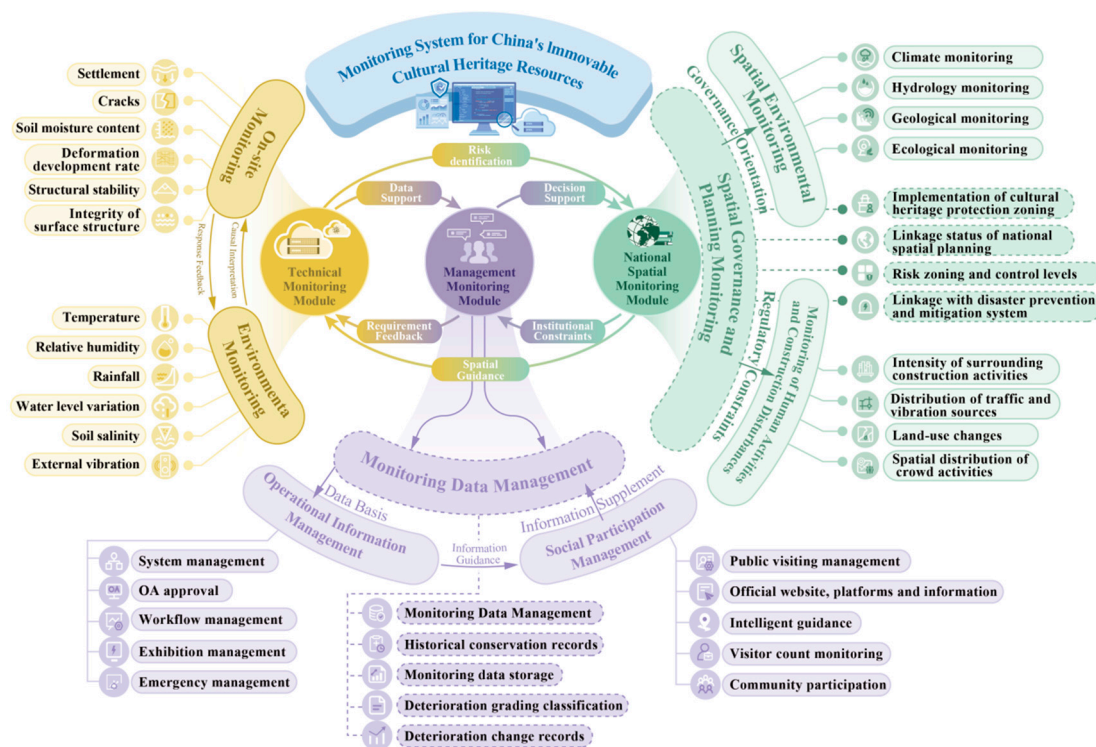 Monitoring System for China's Immovable
Cultural Heritage Resources
Settlement
Cracks
Soil moisture content
Deformation
development rate
Structural stability
Integrity of
surface structure
On-site
Monitoring
Response Feedback
Causal Interpretation
Temperature
Relative humidity
Rainfall
Water level variation
Soil salinity
External vibration
Environmenta
Monitoring
Risk
dentification
Data
Support
Decision
Support
Technical
Monitoring
Module
Management
Monitoring
Module
National
Spatial
Monitoring
Module
Requirement
Feedback
Institutional
Constraints
Spatial
Guidance
Spatial Governance and
Planning Monitoring
Governance Orientation
Regulatory Constraints
Spatial Environmental
Monitoring
Climate monitoring
Hydrology monitoring
Geological monitoring
Ecological monitoring
Implementation of cultural
heritage protection zoning
Linkage status of national
spatial planning
Risk zoning and control levels
Linkage with disaster prevention
and mitigation system
Monitoring of Human Activities
and Construction Disturbances
Intensity of surrounding
construction activities
Distribution of traffic and
vibration sources
Land-use changes
Spatial distribution of
crowd activities
Monitoring Data Management
Data Basis
Information Supplement
Operational Information
Management
Information
Guidance
Social Participation
Management
System management
OA
OA approval
Workflow management
Exhibition management
Emergency management
Monitoring Data Management
Historical conservation records
Monitoring data storage
Deterioration grading classification
Deterioration change records
Public visiting management
Official website, platforms and information
Intelligent guidance
Visitor count monitoring
Community participation